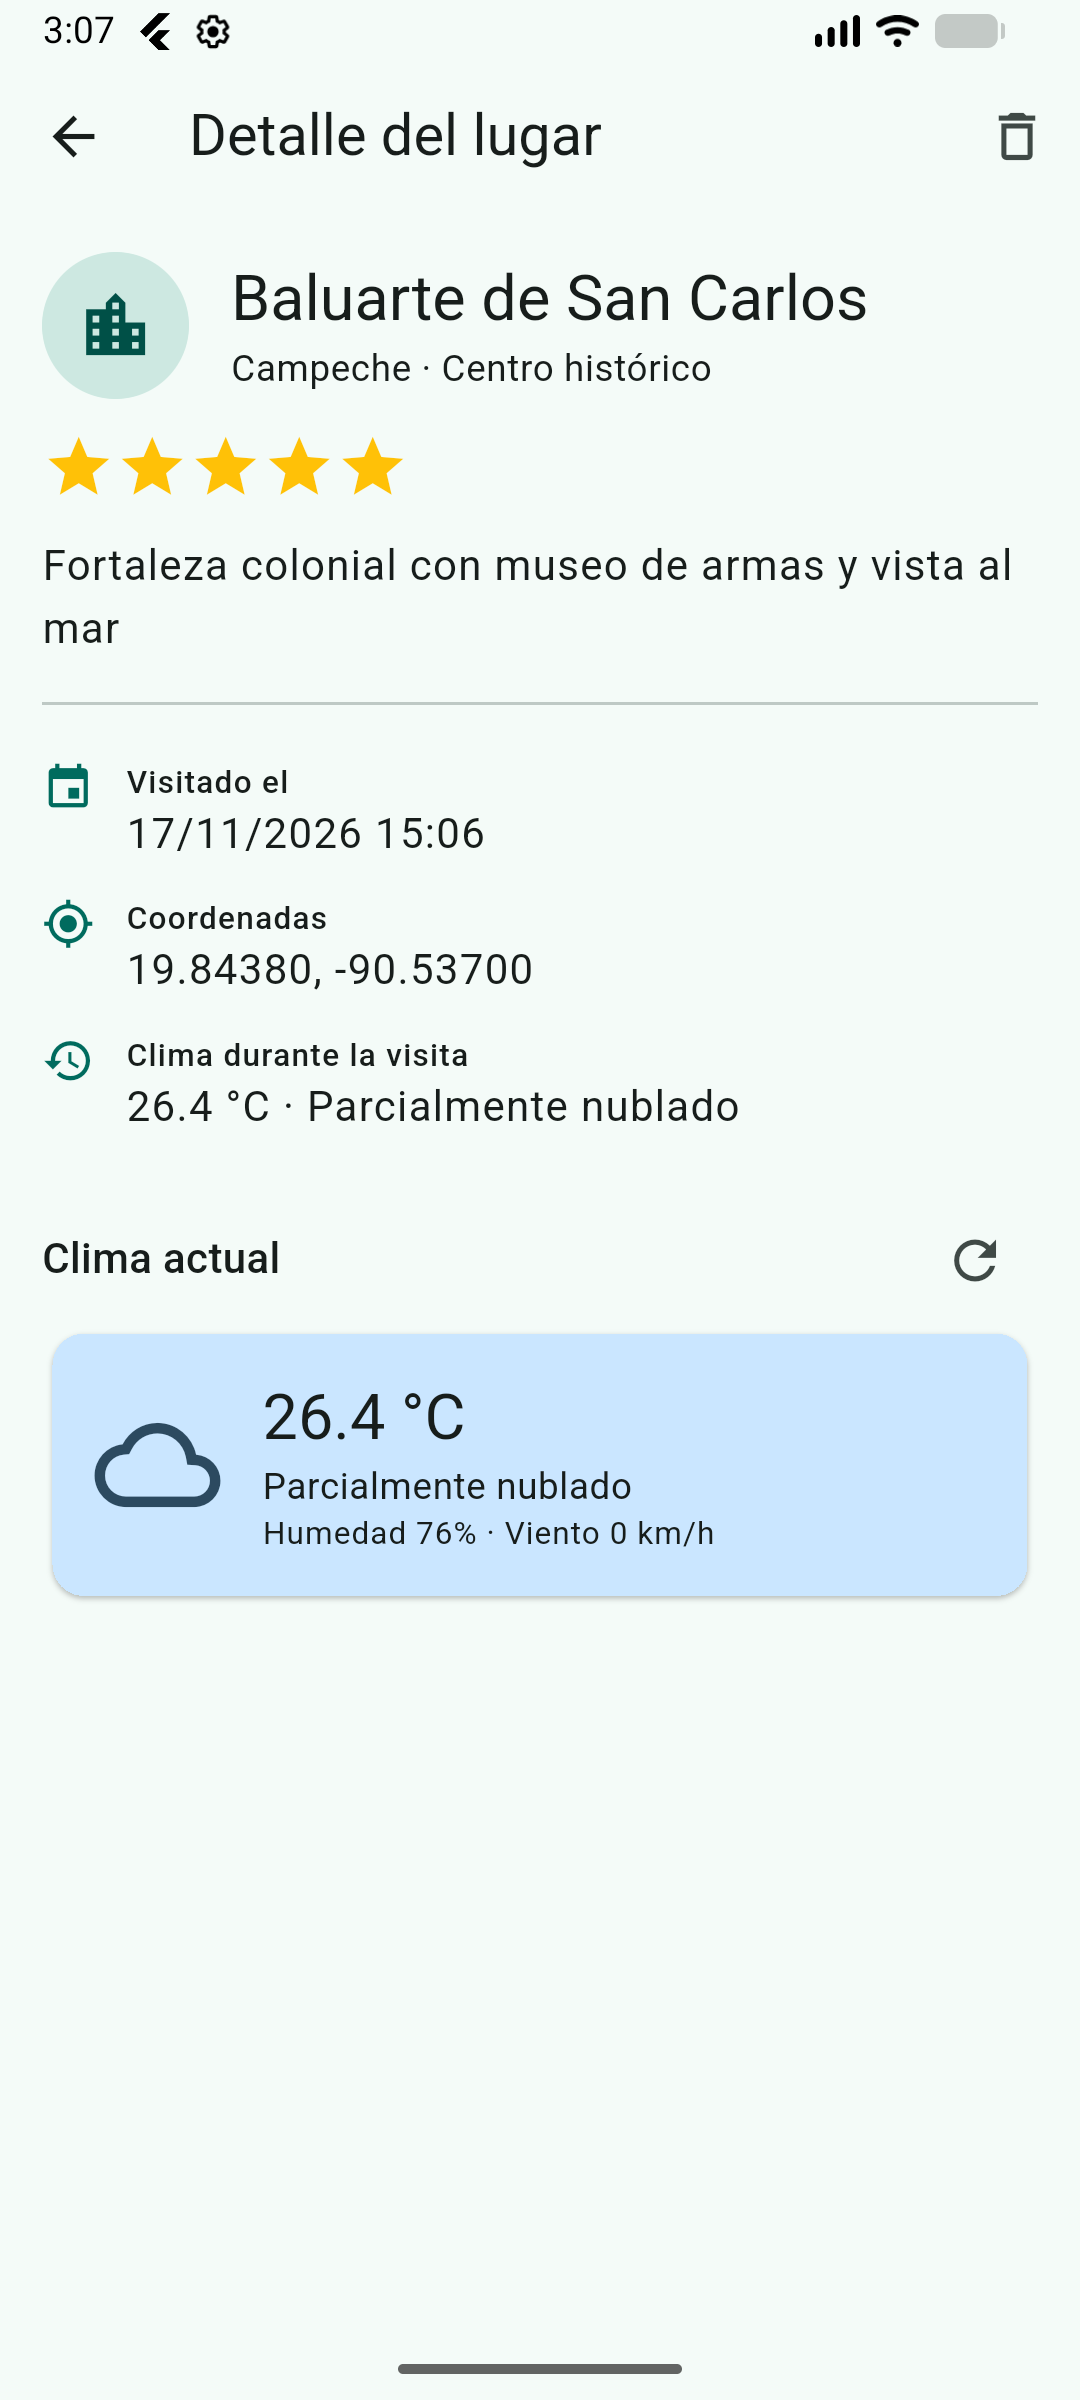 3:07
Detalle del lugar
Baluarte de San Carlos
Campeche · Centro histórico
Fortaleza colonial con museo de armas y vista al
mar
Visitado el
17/11/2026 15:06
Coordenadas
19.84380, -90.53700
Clima durante la visita
26.4 °C · Parcialmente nublado
Clima actual
26.4 °C
Parcialmente nublado
Humedad 76% · Viento 0 km/h